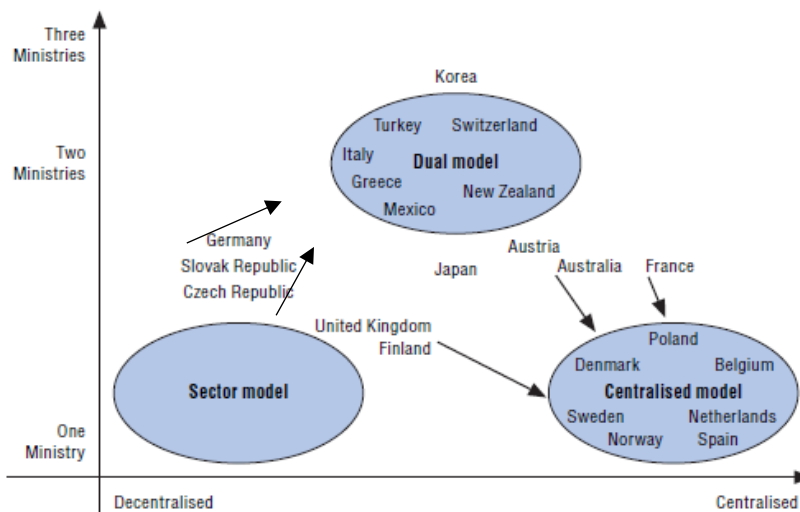 Three
Ministries
Korea
Turkey Switzerland
Two
Ministries
Italy Dual model
Greece New Zealand
Mexico
Germany
Slovak Republic
Czech Republic
Austria
Japan Australia France
United Kingdom
Finland
Poland
Denmark Belgium
Sector model
Centralised model
Sweden Netherlands
Norway Spain
One
Ministry
Decentralised Centralised